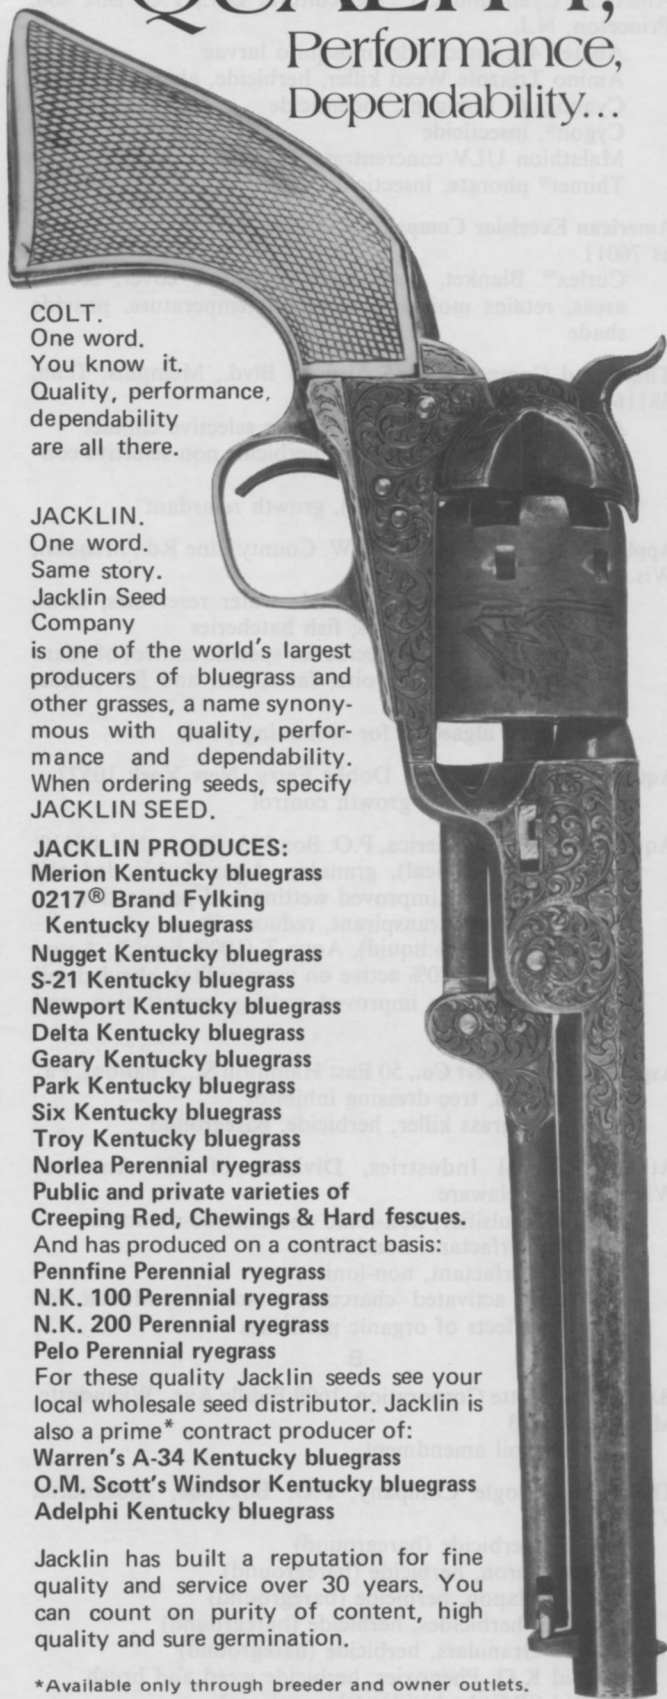 QUALITY,
Performance,
Dependability...
COLT.
One word.
You know it.
Quality, performance,
dependability
are all there.
JACKLIN.
One word.
Same story.
Jacklin Seed
Company
is one of the world's largest
producers of bluegrass and
other grasses, a name synony-
mous with quality, perfor-
mance and dependability.
When ordering seeds, specify
JACKLIN SEED.
JACKLIN PRODUCES:
Merion Kentucky bluegrass
0217® Brand Fylking
Kentucky bluegrass
Nugget Kentucky bluegrass
S-21 Kentucky bluegrass
Newport Kentucky bluegrass
Delta Kentucky bluegrass
Geary Kentucky bluegrass
Park Kentucky bluegrass
Six Kentucky bluegrass
Troy Kentucky bluegrass
Norlea Perennial ryegrass
Public and private varieties of
Creeping Red, Chewings & Hard fescues.
And has produced on a contract basis:
Pennfine Perennial ryegrass
N.K. 100 Perennial ryegrass
N.K. 200 Perennial ryegrass
Pelo Perennial ryegrass
For these quality Jacklin seeds see your
local wholesale seed distributor. Jacklin is
also a prime* contract producer of:
Warren's A-34 Kentucky bluegrass
O.M. Scott's Windsor Kentucky bluegrass
Adelphi Kentucky bluegrass
Jacklin has built a reputation for fine
quality and service over 30 years. You
can count on purity of content, high
quality and sure germination.
*Available only through breeder and owner outlets.